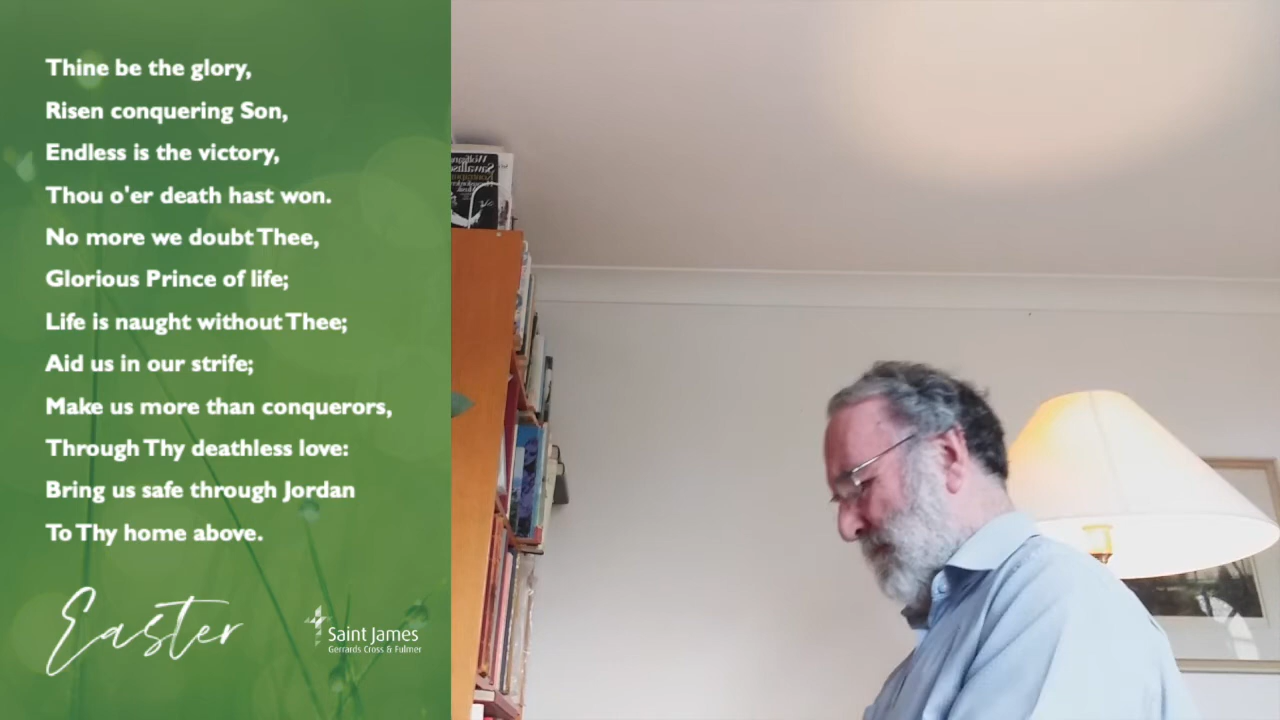 Thine be the glory,
Risen conquering Son,
Endless is the victory,
Thou o'er death hast won.
No more we doubt Thee,
Glorious Prince of life;
Life is naught without Thee;
Aid us in our strife;
Make us more than conquerors,
Through Thy deathless love:
Bring us safe through Jordan
To Thy home above.
Easter
Saint James
Gerrards Cross & Fulmer